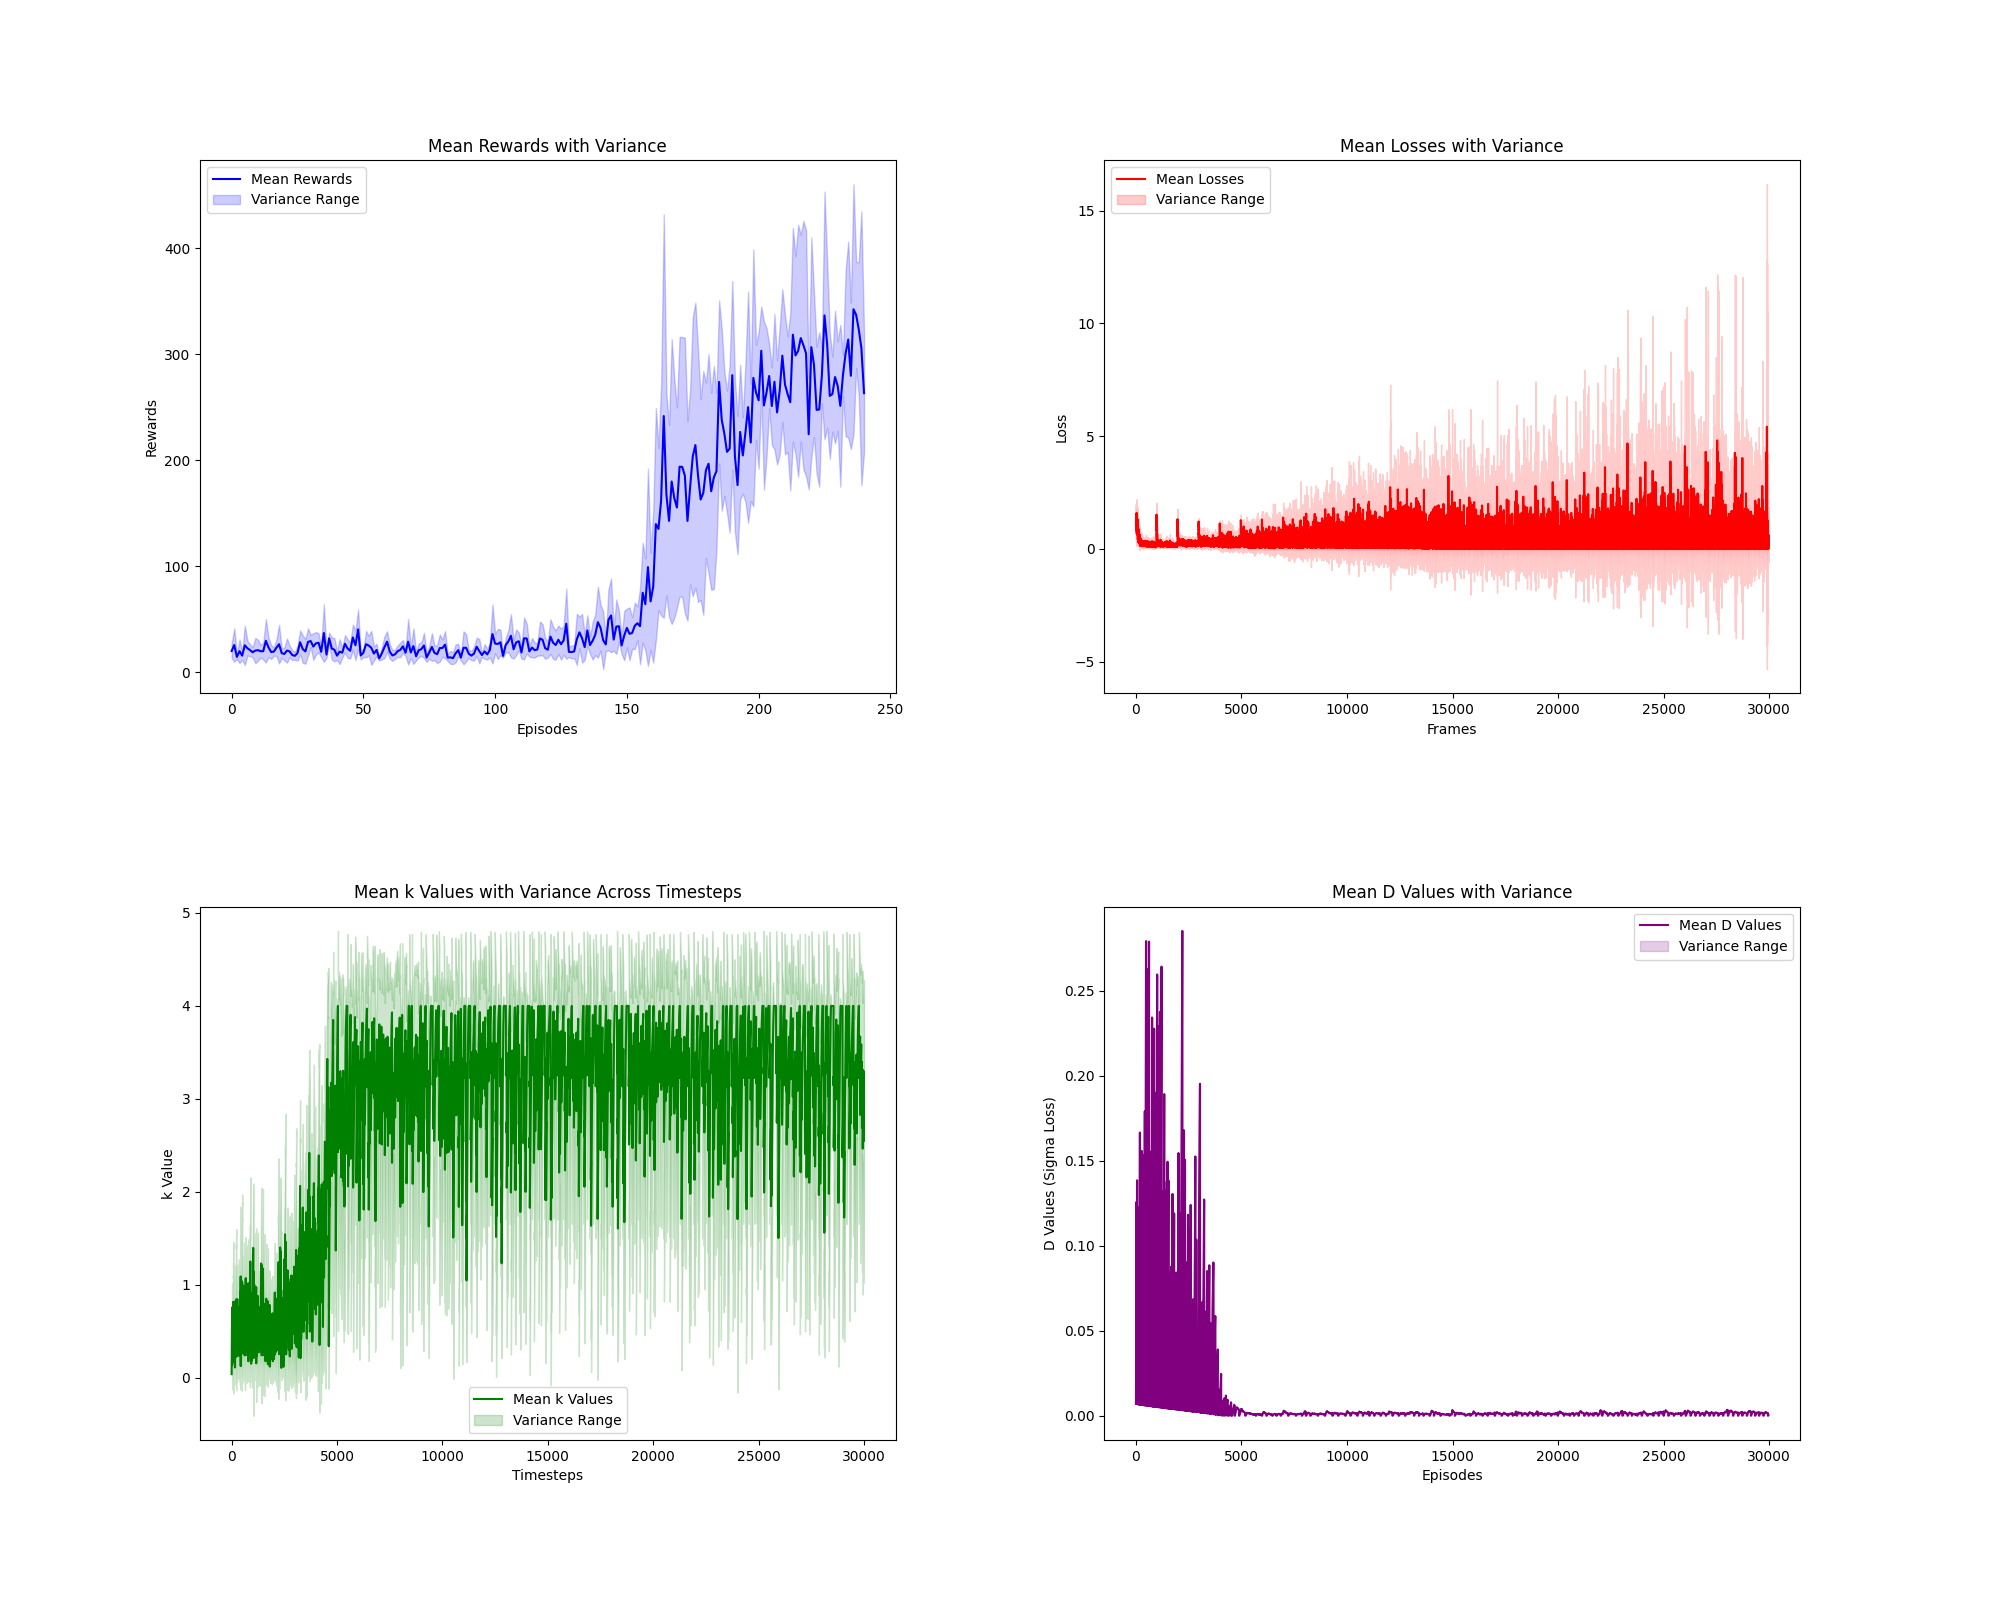 Mean Rewards with Variance
Mean Rewards
Variance Range
Rewards
400
300
200
100
0
0 50 100 150 200 250
Episodes
Mean Losses with Variance
Mean Losses
Variance Range
Loss
15
10
5
0
−5
0 5000 10000 15000 20000 25000 30000
Frames
Mean k Values with Variance Across Timesteps
k Value
5
4
3
2
1
0
Mean k Values
Variance Range
0 5000 10000 15000 20000 25000 30000
Timesteps
Mean D Values with Variance
Mean D Values
Variance Range
D Values (Sigma Loss)
0.25
0.20
0.15
0.10
0.05
0.00
0 5000 10000 15000 20000 25000 30000
Episodes